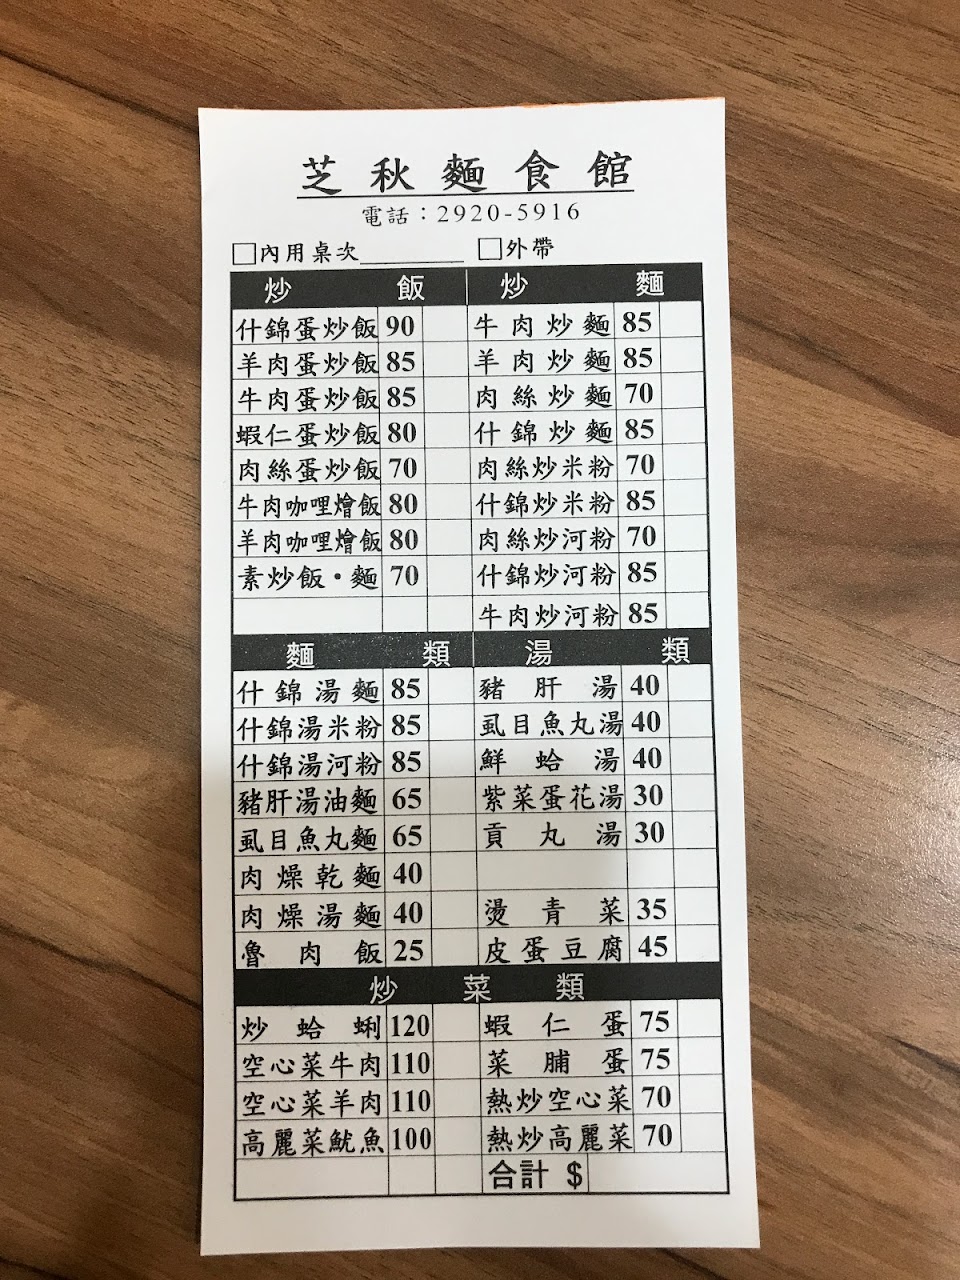 芝秋麵食館
電話：2920-5916
□內用桌次________ □外帶
炒飯 炒麵
什錦蛋炒飯 90 牛肉炒麵 85
羊肉蛋炒飯 85 羊肉炒麵 85
牛肉蛋炒飯 85 肉絲炒麵 70
蝦仁蛋炒飯 80 什錦炒麵 85
肉絲蛋炒飯 70 肉絲炒米粉 70
牛肉咖哩燴飯 80 什錦炒米粉 85
羊肉咖哩燴飯 80 肉絲炒河粉 70
素炒飯・麵 70 什錦炒河粉 85
牛肉炒河粉 85
麵類 湯類
什錦湯麵 85 豬肝湯 40
什錦湯米粉 85 虱目魚丸湯 40
什錦湯河粉 85 鮮蛤湯 40
豬肝湯油麵 65 紫菜蛋花湯 30
虱目魚丸麵 65 貢丸湯 30
肉燥乾麵 40
肉燥湯麵 40 燙青菜 35
魯肉飯 25 皮蛋豆腐 45
炒菜類
炒蛤蜊 120 蝦仁蛋 75
空心菜牛肉 110 菜脯蛋 75
空心菜羊肉 110 熱炒空心菜 70
高麗菜魷魚 100 熱炒高麗菜 70
合計 $